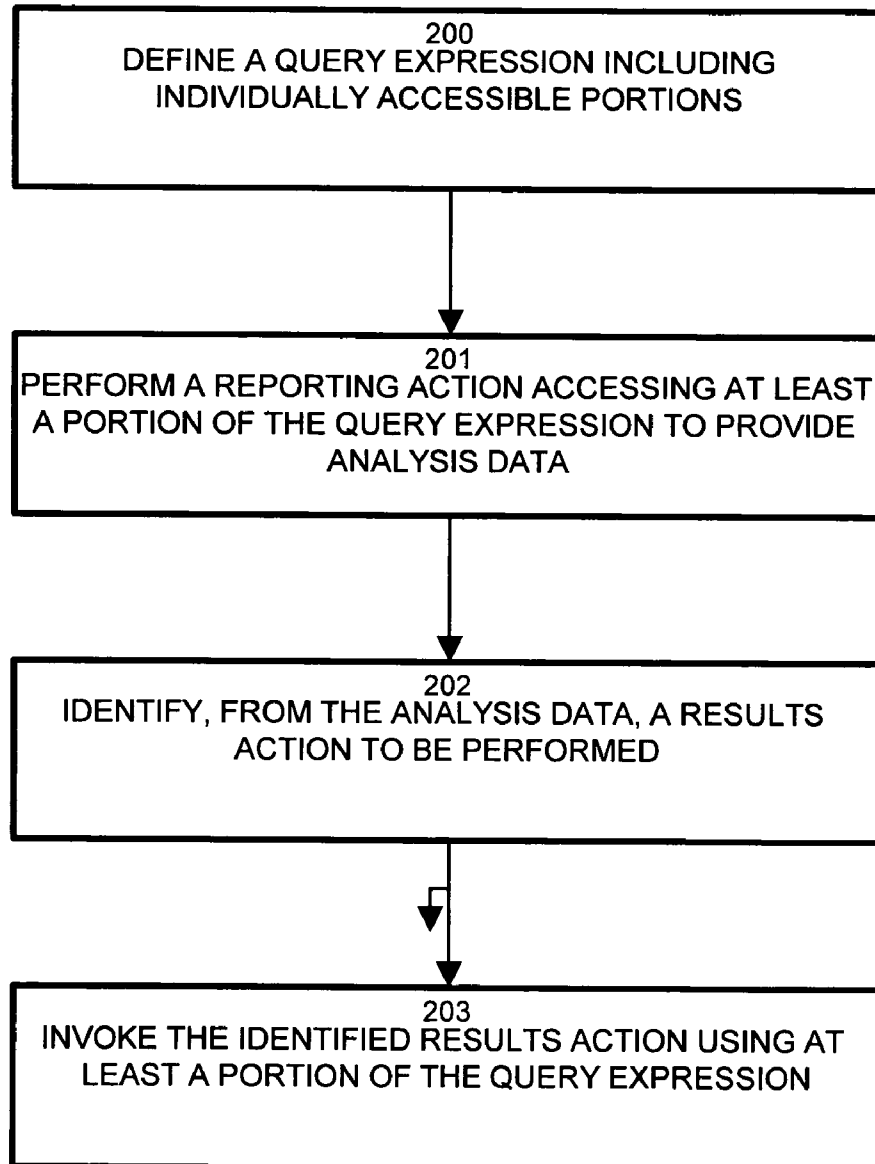 200
DEFINE A QUERY EXPRESSION INCLUDING
INDIVIDUALLY ACCESSIBLE PORTIONS
201
PERFORM A REPORTING ACTION ACCESSING AT LEAST
A PORTION OF THE QUERY EXPRESSION TO PROVIDE
ANALYSIS DATA
202
IDENTIFY, FROM THE ANALYSIS DATA, A RESULTS
ACTION TO BE PERFORMED
203
INVOKE THE IDENTIFIED RESULTS ACTION USING AT
LEAST A PORTION OF THE QUERY EXPRESSION